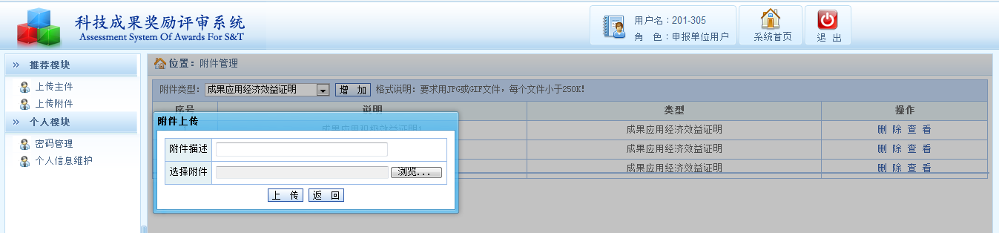 科技成果奖励评审系统
Assessment System Of Awards For S&T
用户名：201-305
角 色：申报单位用户
系统首页
退 出
推荐模块
上传主件
上传附件
个人模块
密码管理
个人信息维护
位置：附件管理
附件类型： 成果应用经济效益证明 增 加 格式说明：要求用JPG或GIF文件，每个文件小于250K!
序号 说明 类型 操作
成果应用经济效益证明 删 除 查 看
成果应用经济效益证明 删 除 查 看
成果应用经济效益证明 删 除 查 看
附件上传
附件描述
选择附件 浏览...
上 传 返 回